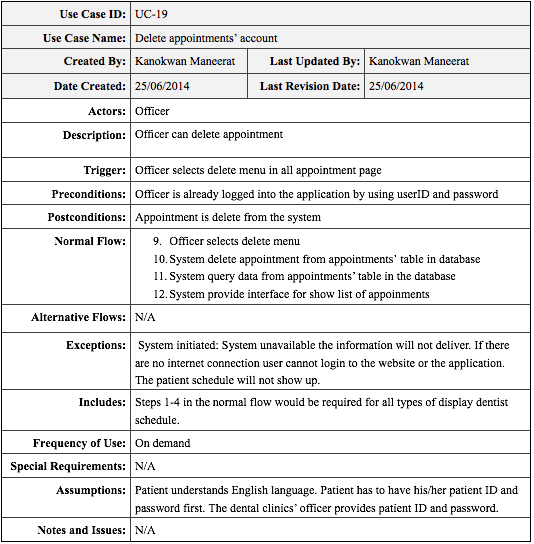 Use Case ID: UC-19
Use Case Name: Delete appointments' account
Created By: Kanokwan Maneerat Last Updated By: Kanokwan Maneerat
Date Created: 25/06/2014 Last Revision Date: 25/06/2014
Actors: Officer
Description: Officer can delete appointment
Trigger: Officer selects delete menu in all appointment page
Preconditions: Officer is already logged into the application by using userID and password
Postconditions: Appointment is delete from the system
Normal Flow: 9. Officer selects delete menu
10. System delete appointment from appointments' table in database
11. System query data from appointments' table in the database
12. System provide interface for show list of appoinments
Alternative Flows: N/A
Exceptions: System initiated: System unavailable the information will not deliver. If there
are no internet connection user cannot login to the website or the application.
The patient schedule will not show up.
Includes: Steps 1-4 in the normal flow would be required for all types of display dentist
schedule.
Frequency of Use: On demand
Special Requirements: N/A
Assumptions: Patient understands English language. Patient has to have his/her patient ID and
password first. The dental clinics' officer provides patient ID and password.
Notes and Issues: N/A